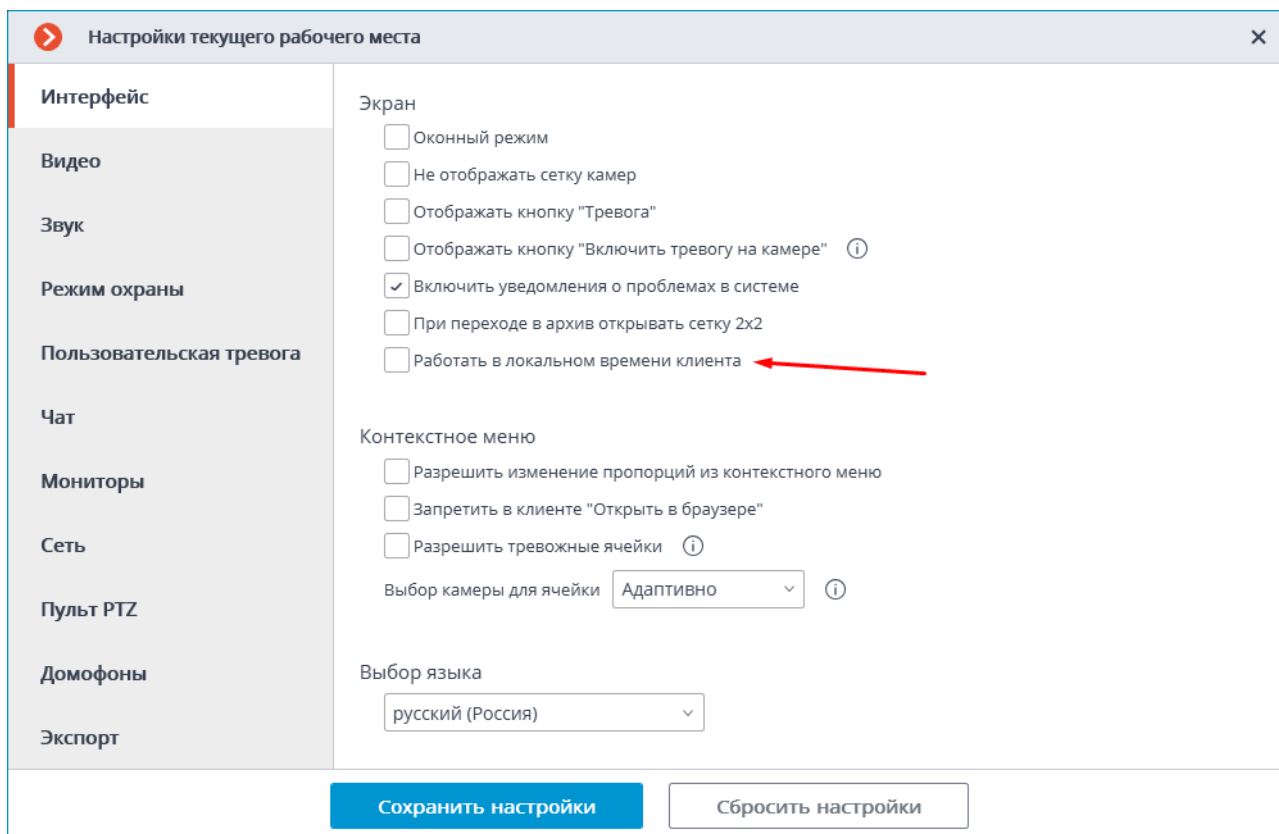 Настройки текущего рабочего места
Интерфейс
Видео
Звук
Режим охраны
Пользовательская тревога
Чат
Мониторы
Сеть
Пульт PTZ
Домофоны
Экспорт
Экран
Оконный режим
Не отображать сетку камер
Отображать кнопку "Тревога"
Отображать кнопку "Включить тревогу на камере"
Включить уведомления о проблемах в системе
При переходе в архив открывать сетку 2x2
Работать в локальном времени клиента
Контекстное меню
Разрешить изменение пропорций из контекстного меню
Запретить в клиенте "Открыть в браузере"
Разрешить тревожные ячейки
Выбор камеры для ячейки Адаптивно
Выбор языка
русский (Россия)
Сохранить настройки
Сбросить настройки